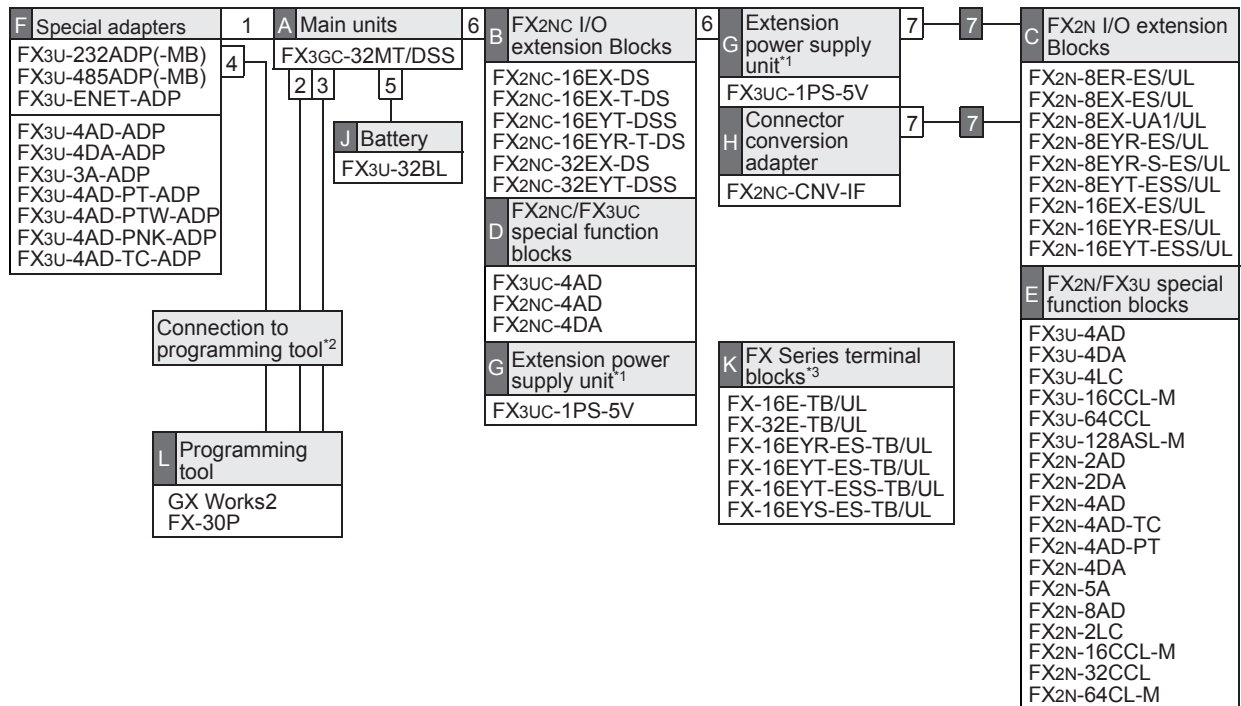 F Special adapters
FX3U-232ADP(-MB)
FX3U-485ADP(-MB)
FX3U-ENET-ADP
FX3U-4AD-ADP
FX3U-4DA-ADP
FX3U-3A-ADP
FX3U-4AD-PT-ADP
FX3U-4AD-PTW-ADP
FX3U-4AD-PNK-ADP
FX3U-4AD-TC-ADP
1
4
A Main units
FX3GC-32MT/DSS
2 3
5
J Battery
FX3U-32BL
Connection to
programming tool*2
L Programming
tool
GX Works2
FX-30P
6
B FX2NC I/O
extension Blocks
FX2NC-16EX-DS
FX2NC-16EX-T-DS
FX2NC-16EYT-DSS
FX2NC-16EYR-T-DS
FX2NC-32EX-DS
FX2NC-32EYT-DSS
D FX2NC/FX3UC
special function
blocks
FX3UC-4AD
FX2NC-4AD
FX2NC-4DA
G Extension power
supply unit*1
FX3UC-1PS-5V
6
G Extension
power supply
unit*1
FX3UC-1PS-5V
H Connector
conversion
adapter
FX2NC-CNV-IF
7 7
7 7
K FX Series terminal
blocks*3
FX-16E-TB/UL
FX-32E-TB/UL
FX-16EYR-ES-TB/UL
FX-16EYT-ES-TB/UL
FX-16EYT-ESS-TB/UL
FX-16EYS-ES-TB/UL
C FX2N I/O extension
Blocks
FX2N-8ER-ES/UL
FX2N-8EX-ES/UL
FX2N-8EX-UA1/UL
FX2N-8EYR-ES/UL
FX2N-8EYR-S-ES/UL
FX2N-8EYT-ESS/UL
FX2N-16EX-ES/UL
FX2N-16EYR-ES/UL
FX2N-16EYT-ESS/UL
E FX2N/FX3U special
function blocks
FX3U-4AD
FX3U-4DA
FX3U-4LC
FX3U-16CCL-M
FX3U-64CCL
FX3U-128ASL-M
FX2N-2AD
FX2N-2DA
FX2N-4AD
FX2N-4AD-TC
FX2N-4AD-PT
FX2N-4DA
FX2N-5A
FX2N-8AD
FX2N-2LC
FX2N-16CCL-M
FX2N-32CCL
FX2N-64CL-M